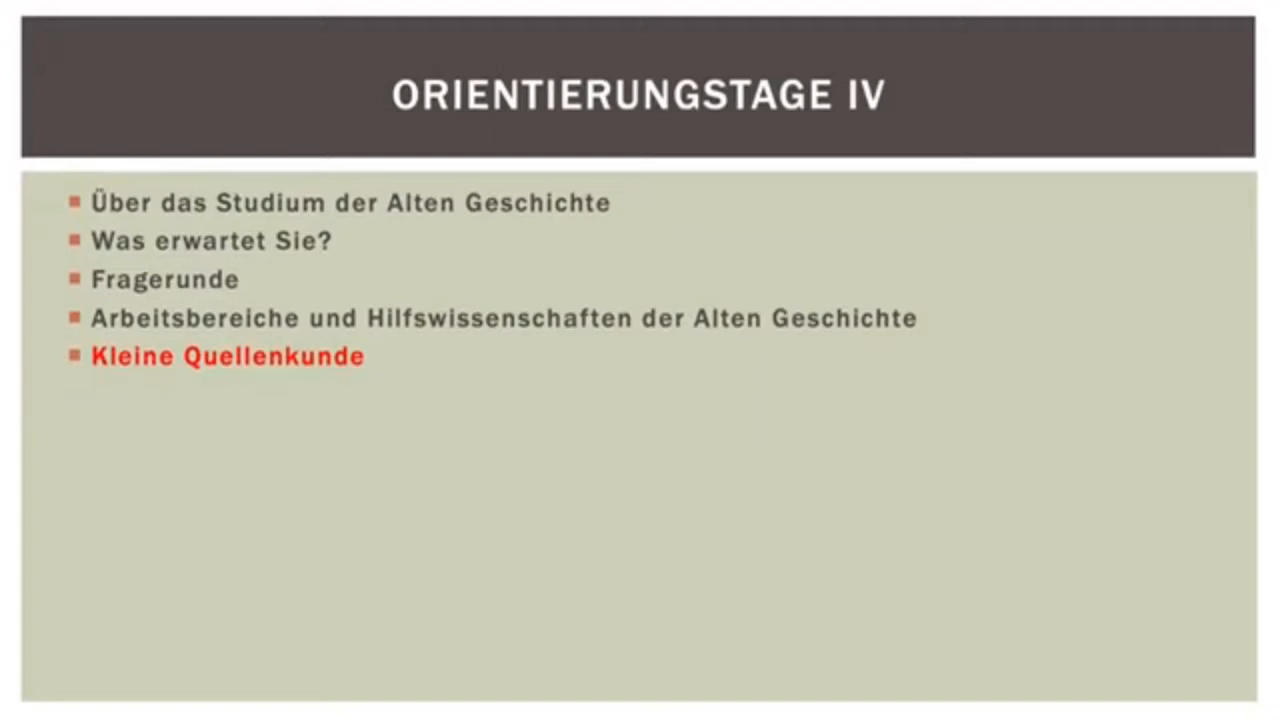 ORIENTIERUNGSTAGE IV
Über das Studium der Alten Geschichte
Was erwartet Sie?
Fragerunde
Arbeitsbereiche und Hilfswissenschaften der Alten Geschichte
Kleine Quellenkunde